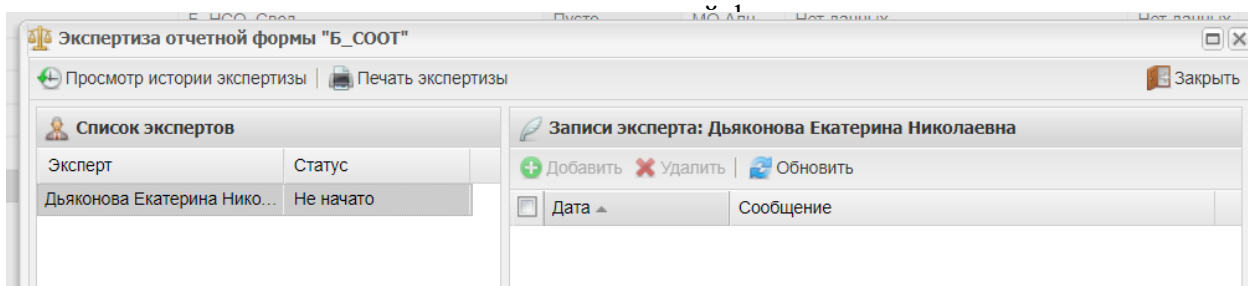 Экспертиза отчетной формы "Б_СООТ"
Просмотр истории экспертизы Печать экспертизы Закрыть
Список экспертов
Записи эксперта: Дьяконова Екатерина Николаевна
Эксперт Статус
Добавить Удалить Обновить
Дьяконова Екатерина Нико... Не начато
Дата Сообщение